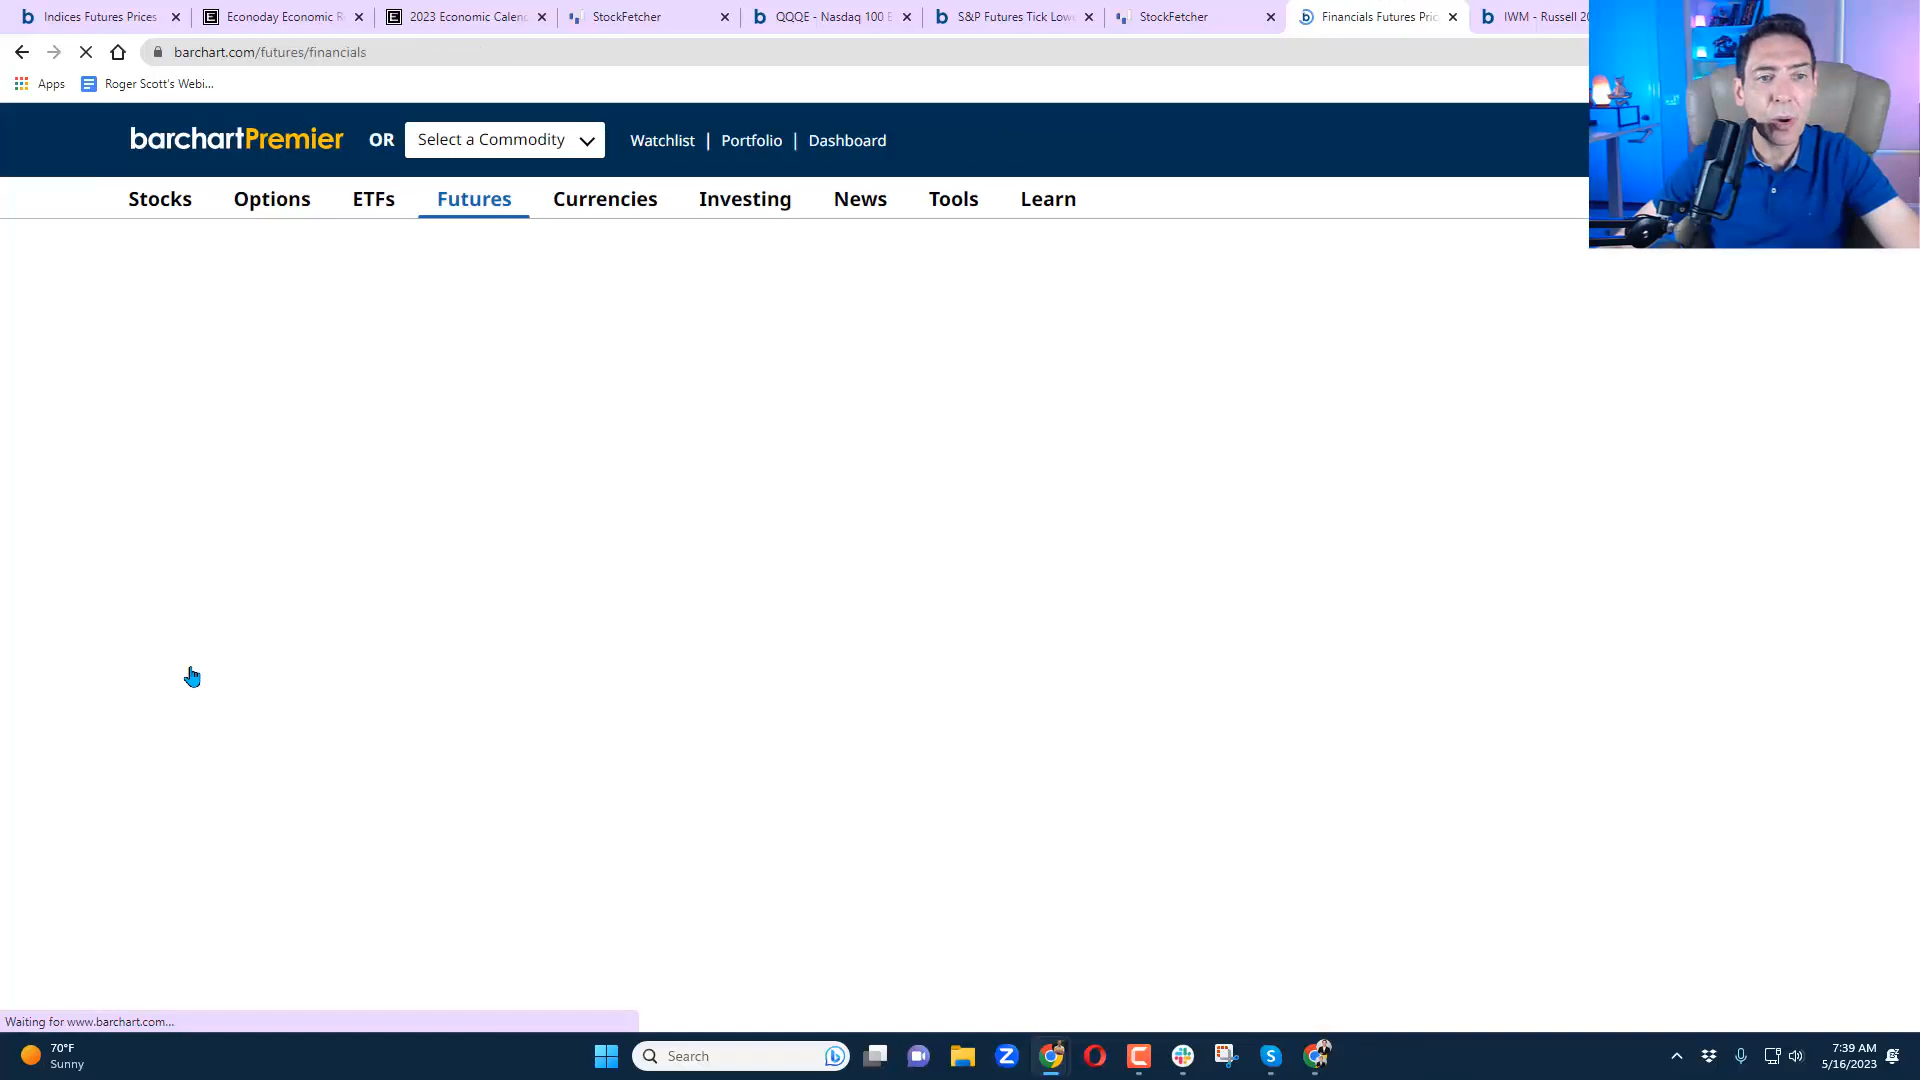 Indices Futures Prices
Econoday Economic R
2023 Economic Calen
StockFetcher
QQQE - Nasdaq 100 E
S&P Futures Tick Low
StockFetcher
Financials Futures Pric
IWM - Russell 20
barchart.com/futures/financials
Apps
Roger Scott's Webi...
barchartPremier OR Select a Commodity Watchlist | Portfolio | Dashboard
Stocks Options ETFs Futures Currencies Investing News Tools Learn
Waiting for www.barchart.com...
70°F
Sunny
Search
7:39 AM
5/16/2023